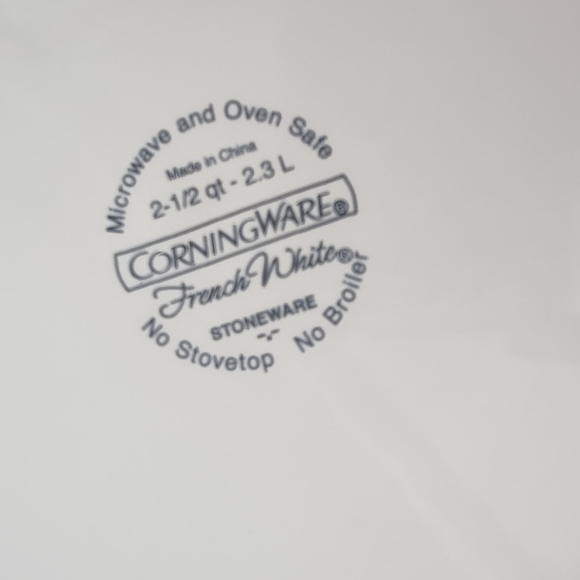 Microwave and Oven Safe
Made in China
2-1/2 qt - 2.3 L
CORNINGWARE®
French White®
STONEWARE
No Stovetop No Broiler